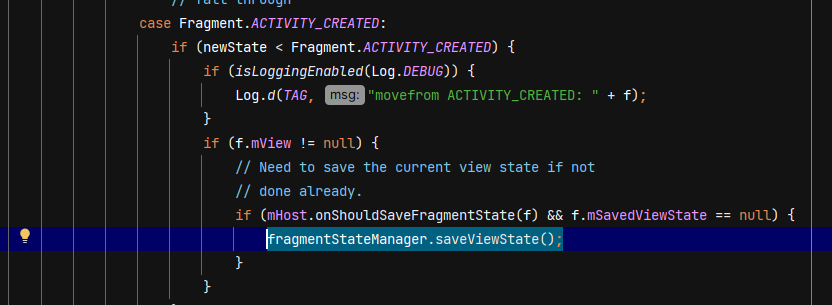 // fall through
case Fragment.ACTIVITY_CREATED:
if (newState < Fragment.ACTIVITY_CREATED) {
if (isLoggingEnabled(Log.DEBUG)) {
Log.d(TAG, msg: "movefrom ACTIVITY_CREATED: " + f);
}
if (f.mView != null) {
// Need to save the current view state if not
// done already.
if (mHost.onShouldSaveFragmentState(f) && f.mSavedViewState == null) {
fragmentStateManager.saveViewState();
}
}